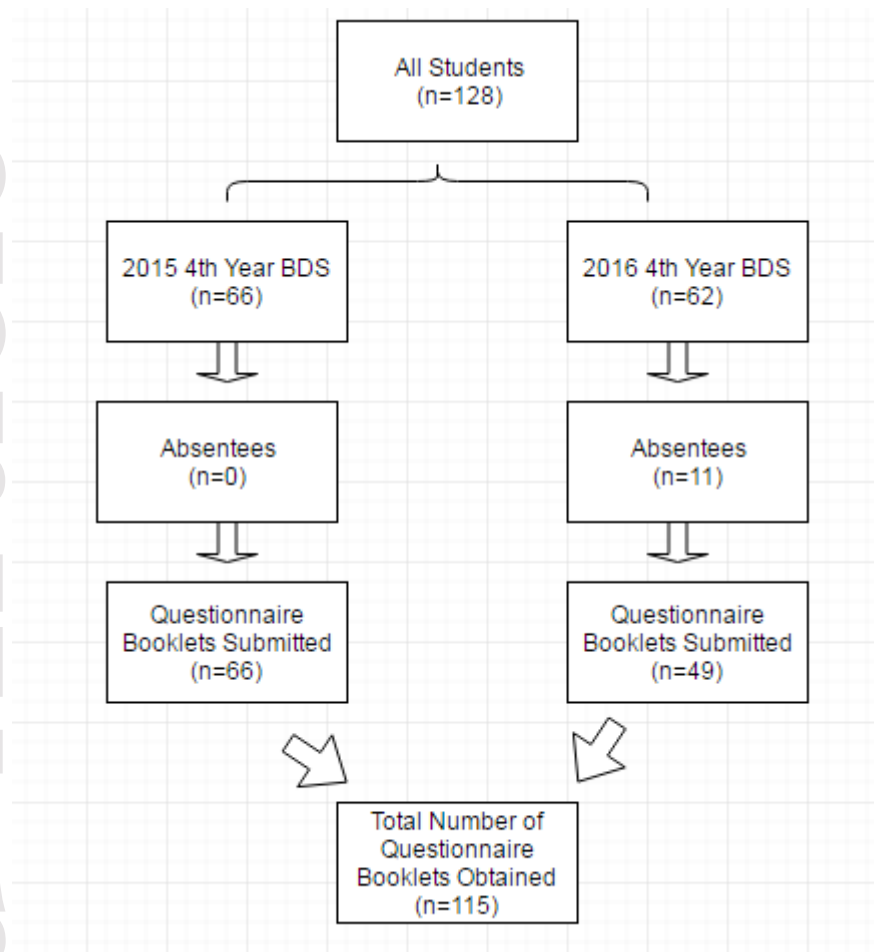 All Students
(n=128)
2015 4th Year BDS
(n=66)
2016 4th Year BDS
(n=62)
Absentees
(n=0)
Absentees
(n=11)
Questionnaire
Booklets Submitted
(n=66)
Questionnaire
Booklets Submitted
(n=49)
Total Number of
Questionnaire
Booklets Obtained
(n=115)